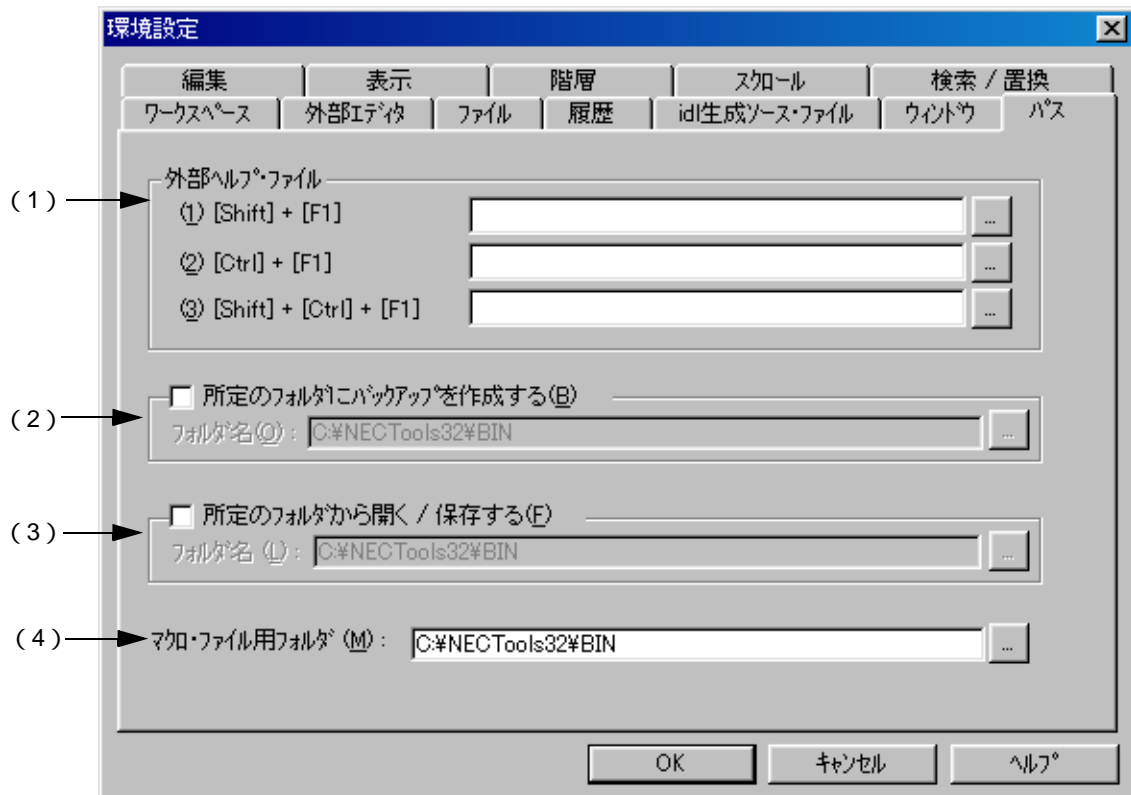 環境設定
編集 表示 階層 ｽｸﾛｰﾙ 検索 / 置換
ﾜｰｸｽﾍﾟｰｽ 外部ｴﾃﾞｨﾀ ﾌｧｲﾙ 履歴 idl生成ｿｰｽ･ﾌｧｲﾙ ｳｨﾝﾄﾞｳ ﾊﾟｽ
外部ﾍﾙﾌﾟ･ﾌｧｲﾙ
(1)
(1) [Shift] + [F1] ...
(2) [Ctrl] + [F1] ...
(3) [Shift] + [Ctrl] + [F1] ...
所定のﾌｫﾙﾀﾞにﾊﾞｯｸｱｯﾌﾟを作成する(B)
(2)
ﾌｫﾙﾀﾞ名(O) : C:¥NECTools32¥BIN ...
所定のﾌｫﾙﾀﾞから開く / 保存する(F)
(3)
ﾌｫﾙﾀﾞ名 (L) : C:¥NECTools32¥BIN ...
(4) ﾏｸﾛ･ﾌｧｲﾙ用ﾌｫﾙﾀﾞ (M) : C:¥NECTools32¥BIN ...
OK ｷｬﾝｾﾙ ﾍﾙﾌﾟ